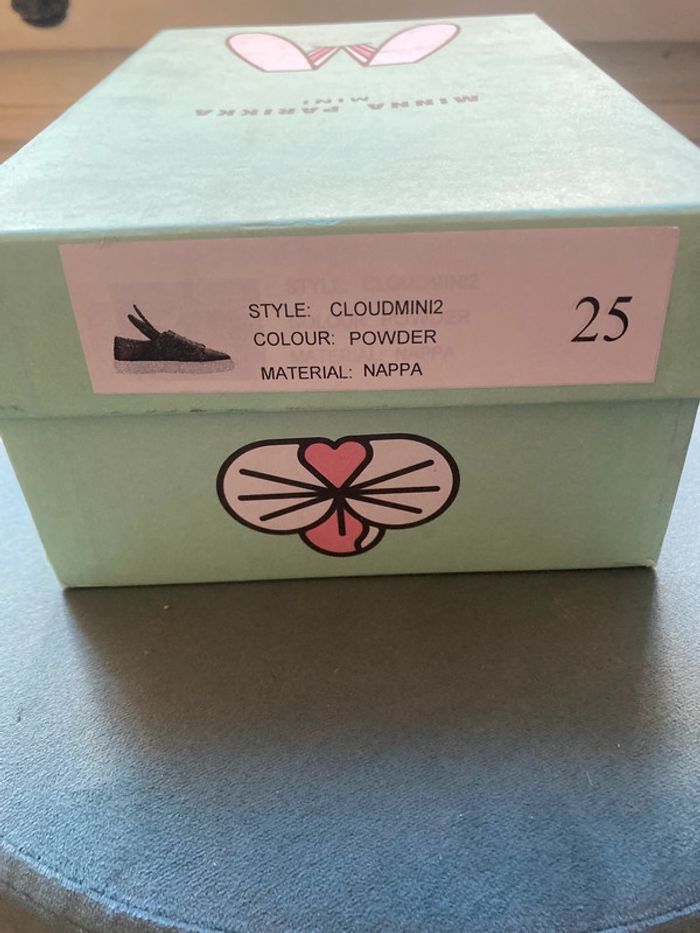 MINNA PARIKKA
MINI
STYLE: CLOUDMINI2
COLOUR: POWDER
MATERIAL: NAPPA
25